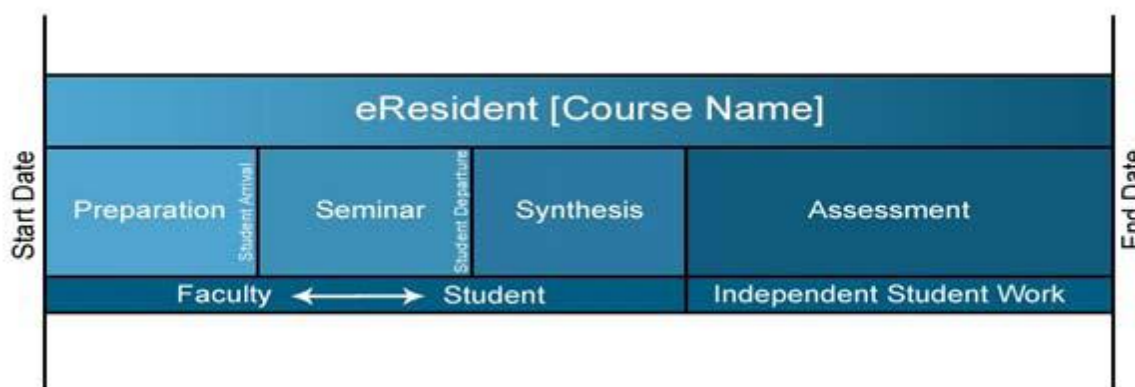 eResident [Course Name]
Start Date
Preparation
Student Arrival
Seminar
Student Departure
Synthesis
Assessment
End Date
Faculty
Student
Independent Student Work